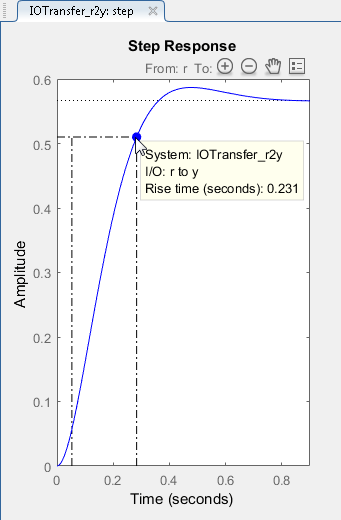 IOTransfer_r2y: step
Step Response
From: r To:
0.6
0.5
System: IOTransfer_r2y
I/O: r to y
Rise time (seconds): 0.231
0.4
0.3
0.2
0.1
0
Amplitude
0 0.2 0.4 0.6 0.8
Time (seconds)